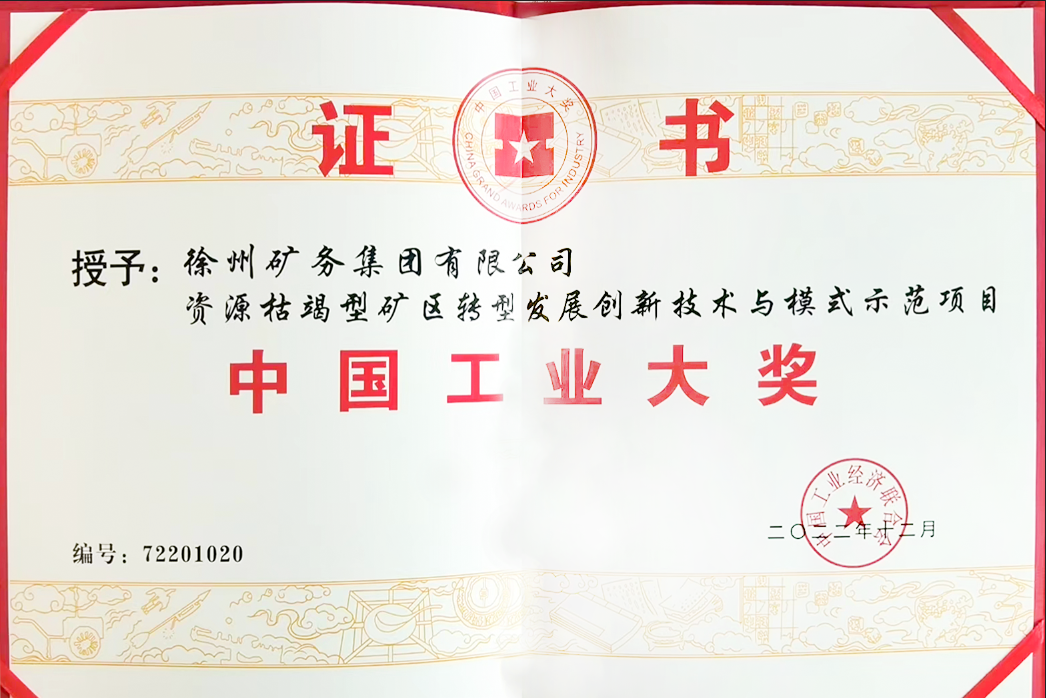 证书
中国工业大奖
CHINA GRAND AWARDS FOR INDUSTRY
授予：徐州矿务集团有限公司
资源枯竭型矿区转型发展创新技术与模式示范项目
中国工业大奖
中国工业经济联合会
二〇二二年十二月
编号：72201020